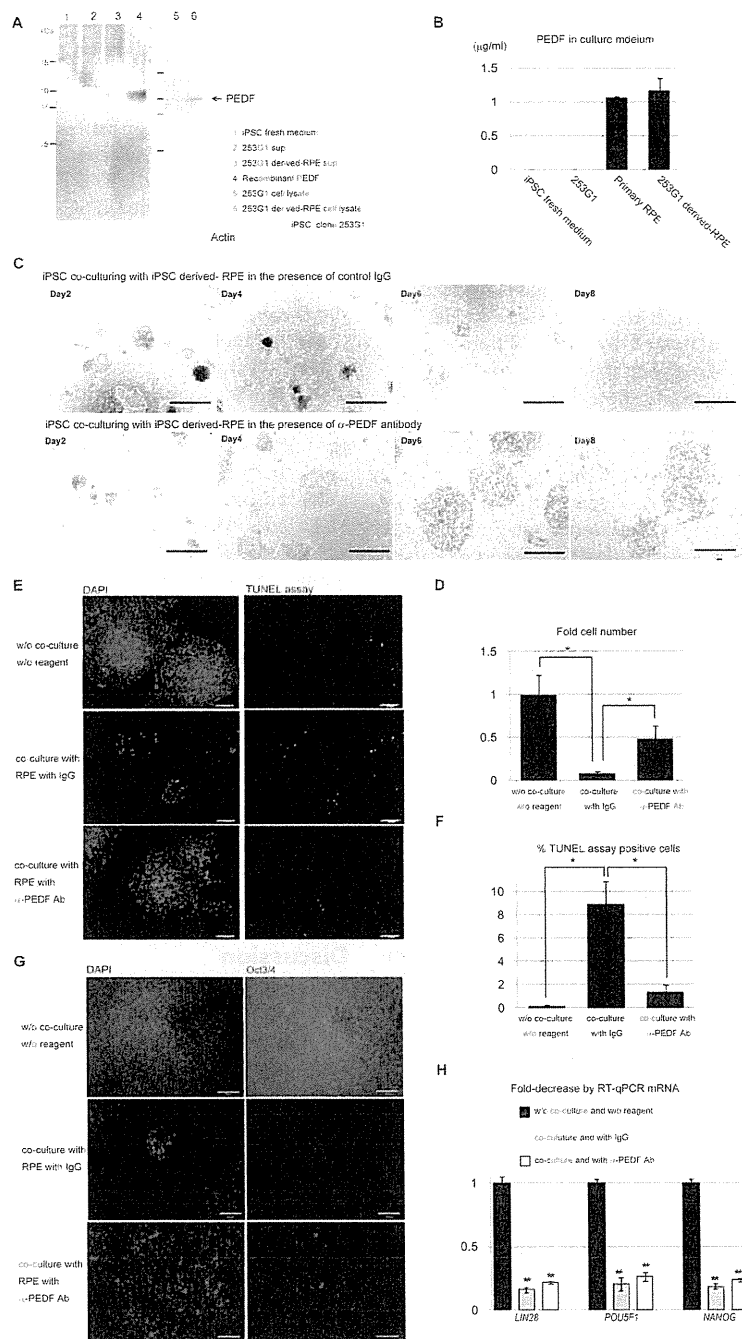 A
1 2 3 4 5 6
← PEDF
1 iPSC fresh medium
2 253G1 sup
3 253G1 derived-RPE sup
4 Recombinant PEDF
5 253G1 cell lysate
6 253G1 derived-RPE cell lysate
iPSC clone 253G1
Actin
B
PEDF in culture mdeium
(μg/ml)
1.5
1
0.5
0
iPSC fresh medium
253G1
Primary RPE
253G1 derived-RPE
C
iPSC co-culturing with iPSC derived- RPE in the presence of control IgG
Day2
Day4
Day6
Day8
iPSC co-culturing with iPSC derived-RPE in the presence of α-PEDF antibody
Day2
Day4
Day6
Day8
E
DAPI
TUNEL assay
w/o co-culture
w/o reagent
co-culture with
RPE with IgG
co-culture with
RPE with
α-PEDF Ab
D
Fold cell number
1.5
1
0.5
0
*
*
w/o co-culture
w/o reagent
co-culture
with IgG
co-culture with
α-PEDF Ab
F
% TUNEL assay positive cells
*
*
10
8
6
4
2
0
w/o co-culture
w/o reagent
co-culture
with IgG
co-culture with
α-PEDF Ab
G
DAPI
Oct3/4
w/o co-culture
w/o reagent
co-culture with
RPE with IgG
co-culture with
RPE with
α-PEDF Ab
H
Fold-decrease by RT-qPCR mRNA
w/o co-culture and w/o reagent
co-culture and with IgG
co-culture and with α-PEDF Ab
1
0.5
0
** **
** **
** **
LIN28
POU5F1
NANOG